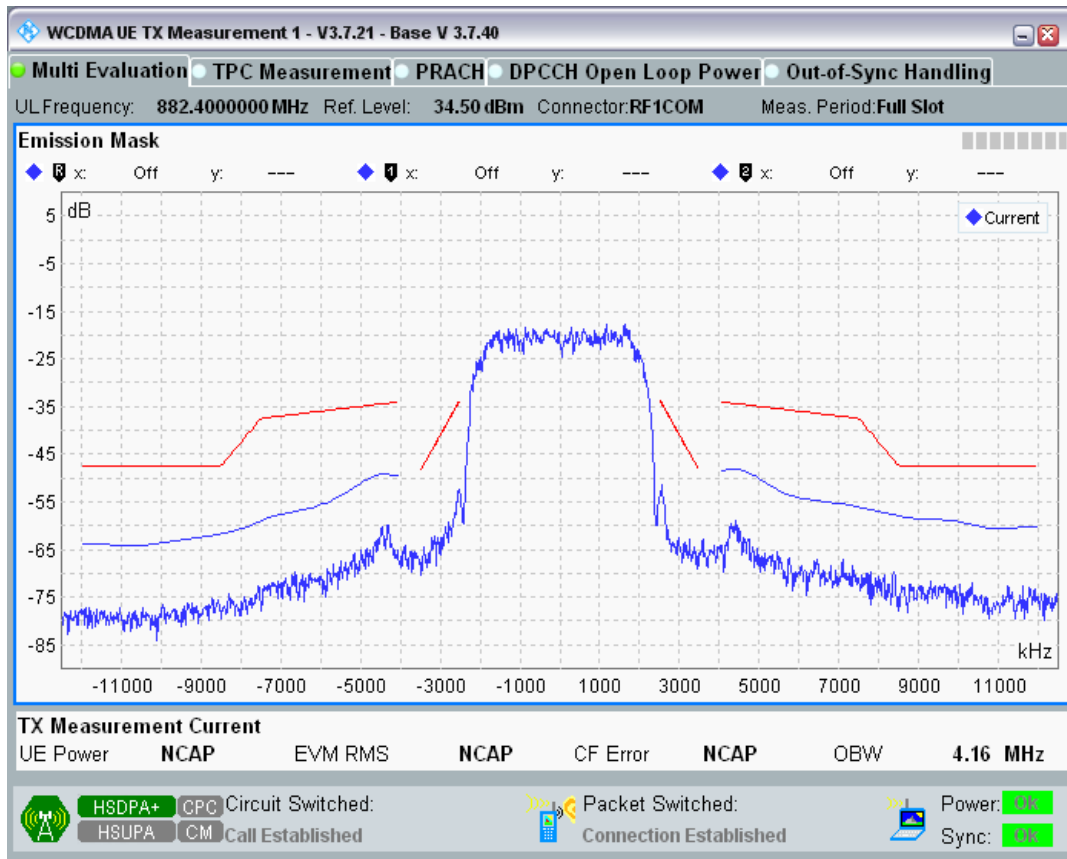 WCDMA UE TX Measurement 1 - V3.7.21 - Base V 3.7.40
Multi Evaluation TPC Measurement PRACH DPCCH Open Loop Power Out-of-Sync Handling
UL Frequency: 882.4000000 MHz Ref. Level: 34.50 dBm Connector: RF1COM Meas. Period: Full Slot
Emission Mask
R x: Off y: --- 1 x: Off y: --- 2 x: Off y: ---
dB
Current
5
-5
-15
-25
-35
-45
-55
-65
-75
-85
kHz
-11000 -9000 -7000 -5000 -3000 -1000 1000 3000 5000 7000 9000 11000
TX Measurement Current
UE Power NCAP EVM RMS NCAP CF Error NCAP OBW 4.16 MHz
HSDPA+ CPC Circuit Switched: Packet Switched: Power: Ok
HSUPA CM Call Established Connection Established Sync: Ok